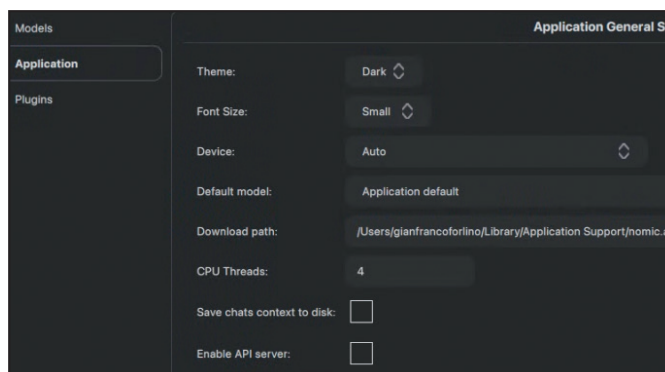 Models
Application
Plugins
Application General S
Theme: Dark
Font Size: Small
Device: Auto
Default model: Application default
Download path: /Users/gianfrancoforlino/Library/Application Support/nomic.a
CPU Threads: 4
Save chats context to disk:
Enable API server: